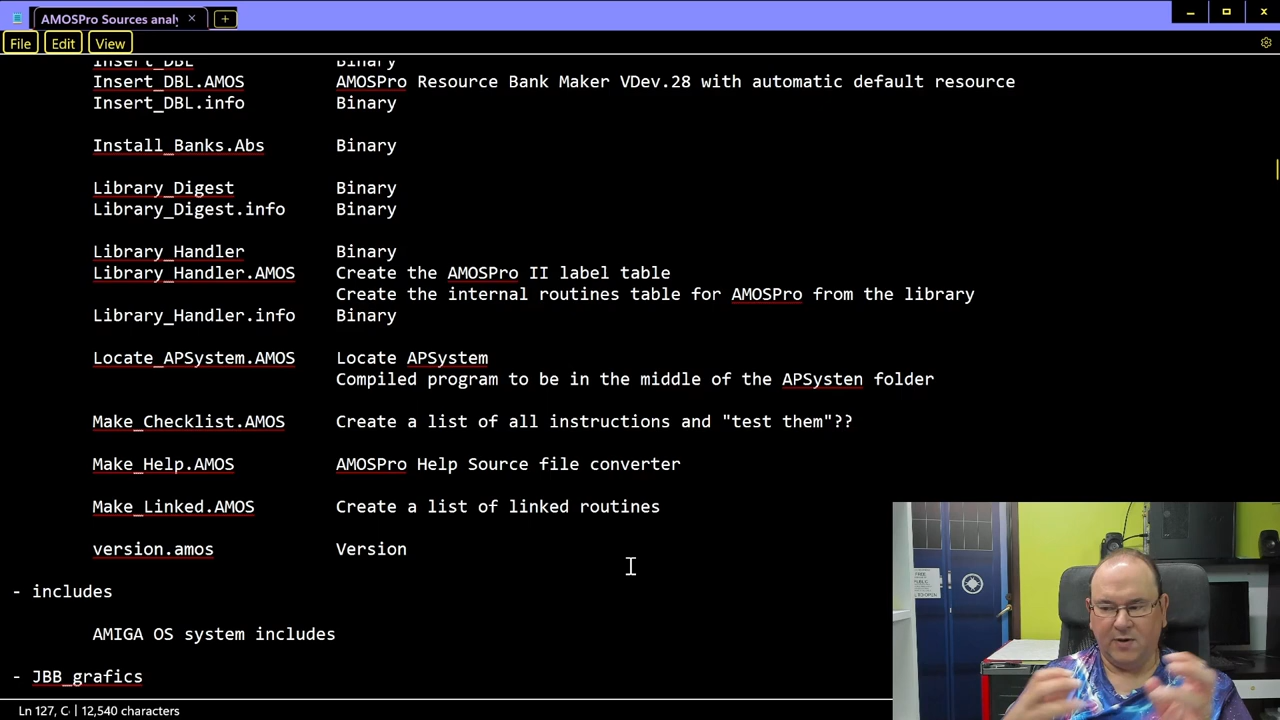 AMOSPro Sources analy
File Edit View
Insert_DBL Binary
Insert_DBL.AMOS AMOSPro Resource Bank Maker VDev.28 with automatic default resource
Insert_DBL.info Binary
Install_Banks.Abs Binary
Library_Digest Binary
Library_Digest.info Binary
Library_Handler Binary
Library_Handler.AMOS Create the AMOSPro II label table
Create the internal routines table for AMOSPro from the library
Library_Handler.info Binary
Locate_APSystem.AMOS Locate APSystem
Compiled program to be in the middle of the APSysten folder
Make_Checklist.AMOS Create a list of all instructions and "test them"??
Make_Help.AMOS AMOSPro Help Source file converter
Make_Linked.AMOS Create a list of linked routines
version.amos Version
- includes
AMIGA OS system includes
- JBB_grafics
Ln 127, C 12,540 characters